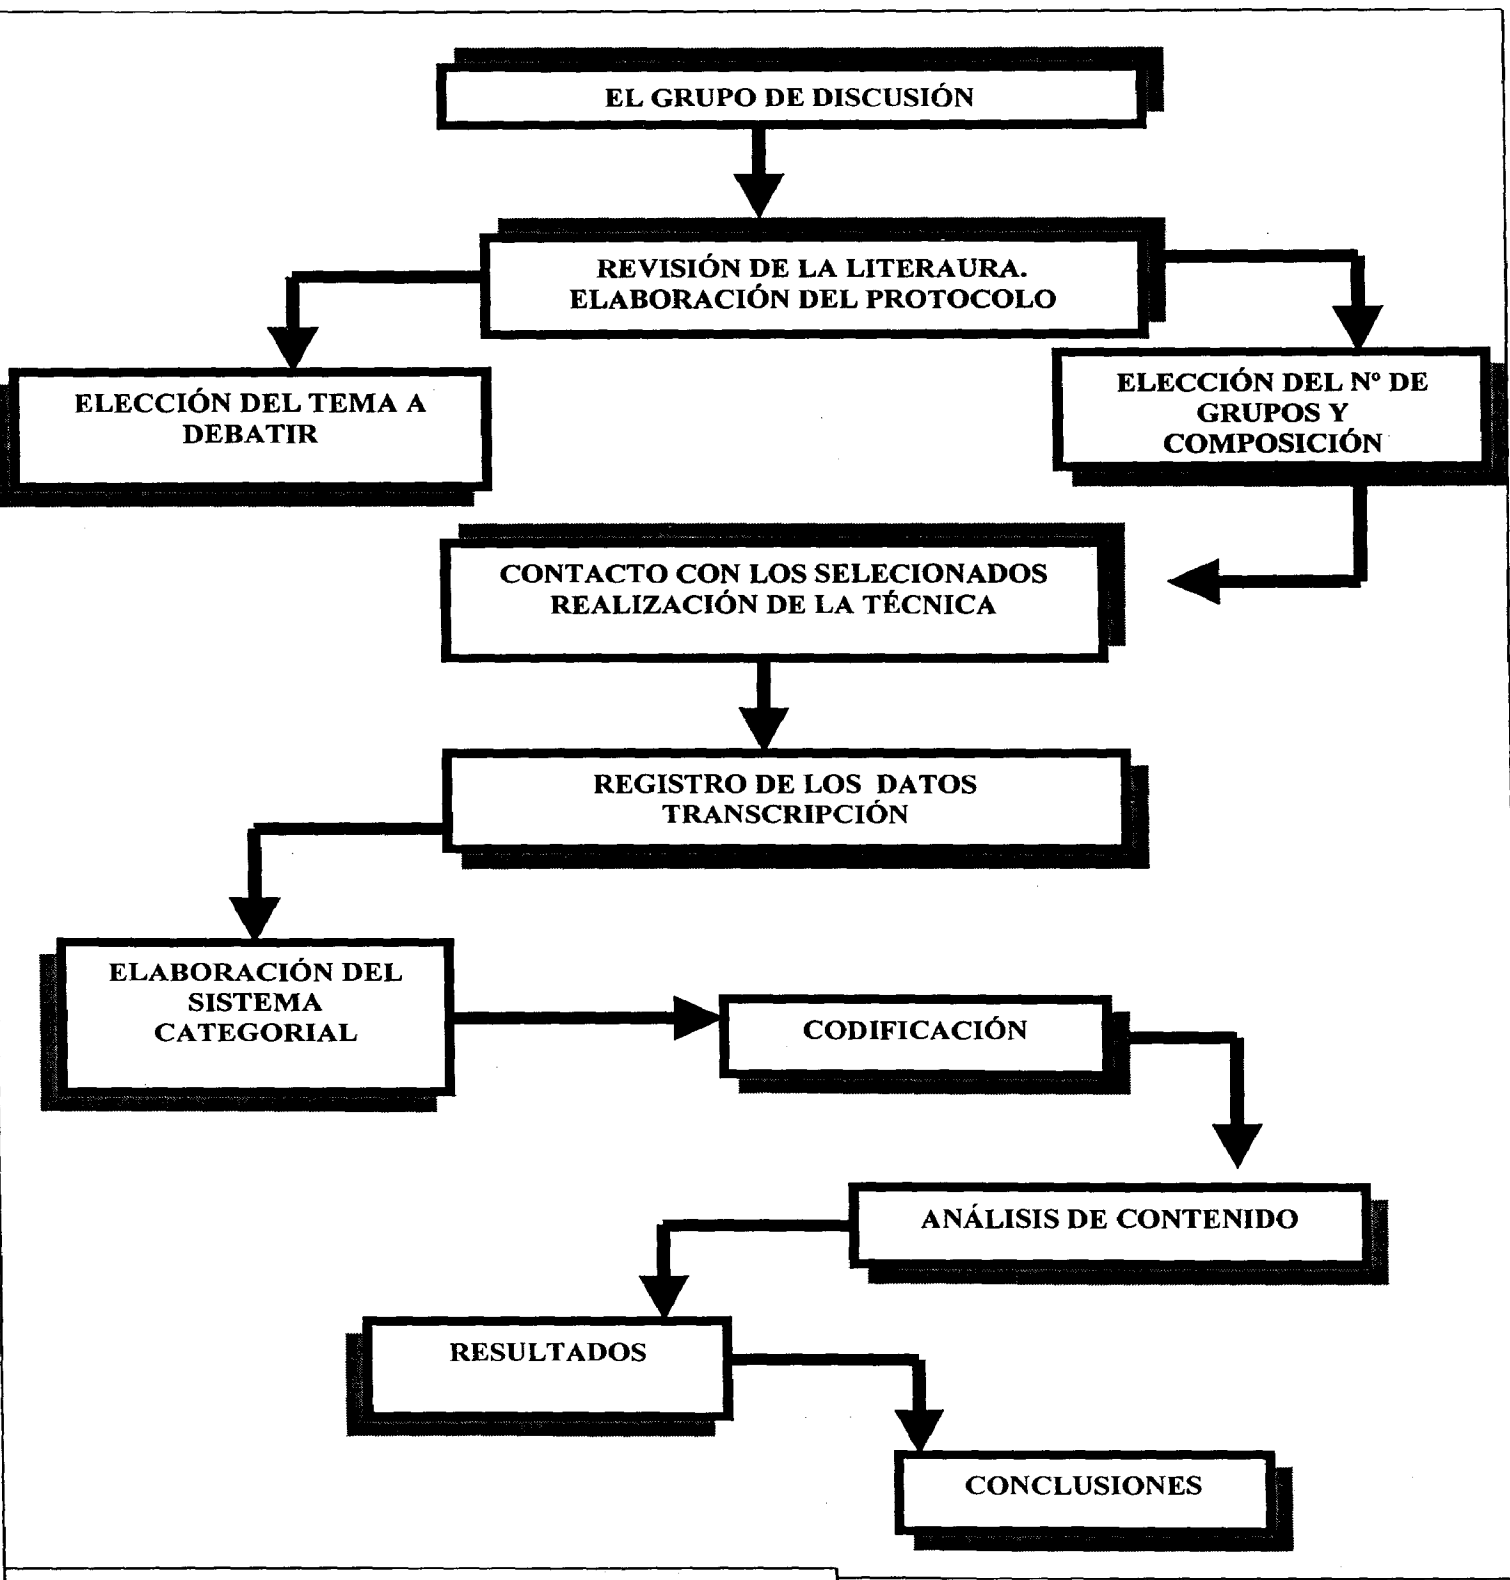 EL GRUPO DE DISCUSIÓN
REVISIÓN DE LA LITERAURA.
ELABORACIÓN DEL PROTOCOLO
ELECCIÓN DEL TEMA A
DEBATIR
ELECCIÓN DEL Nº DE
GRUPOS Y
COMPOSICIÓN
CONTACTO CON LOS SELECIONADOS
REALIZACIÓN DE LA TÉCNICA
REGISTRO DE LOS DATOS
TRANSCRIPCIÓN
ELABORACIÓN DEL
SISTEMA
CATEGORIAL
CODIFICACIÓN
ANÁLISIS DE CONTENIDO
RESULTADOS
CONCLUSIONES